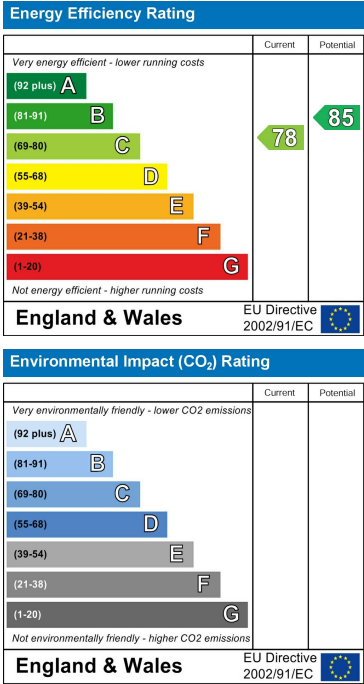 Energy Efficiency Rating
Current Potential
Very energy efficient - lower running costs
(92 plus) A
(81-91) B
(69-80) C
(55-68) D
(39-54) E
(21-38) F
(1-20) G
78
85
Not energy efficient - higher running costs
England & Wales
EU Directive
2002/91/EC
Environmental Impact (CO₂) Rating
Current Potential
Very environmentally friendly - lower CO2 emissions
(92 plus) A
(81-91) B
(69-80) C
(55-68) D
(39-54) E
(21-38) F
(1-20) G
Not environmentally friendly - higher CO2 emissions
England & Wales
EU Directive
2002/91/EC